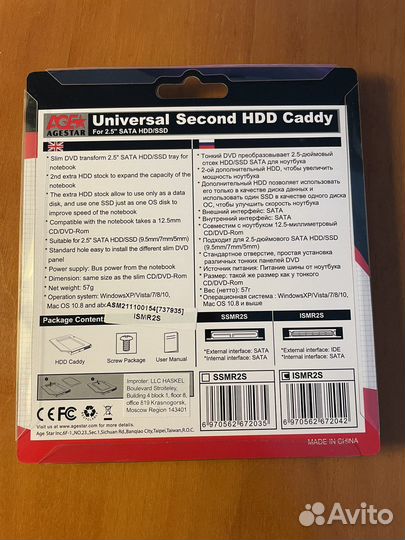 AGE★
AGESTAR
Universal Second HDD Caddy
For 2.5" SATA HDD/SSD
* Slim DVD transform 2.5" SATA HDD/SSD tray for
notebook
* 2nd extra HDD stock to expand the capacity of the
notebook
* The extra HDD stock allow to use only as a data
disk, and use one SSD just as one OS disk to
improve speed of the notebook
* Compatible with the notebook takes a 12.5mm
CD/DVD-Rom
* Suitable for 2.5" SATA HDD/SSD (9.5mm/7mm/5mm)
* Standard hole easy to install the different slim DVD
panel
* Power supply: Bus power from the notebook
* Dimension: same size as the slim CD/DVD-Rom
* Net weight: 57g
* Operation system: WindowsXP/Vista/7/8/10,
Mac OS 10.8 and abo
* Тонкий DVD преобразовывает 2.5-дюймовый
отсек HDD/SSD SATA для ноутбука
* 2-ой дополнительный HDD, чтобы увеличить
мощность ноутбука
* Дополнительный HDD позволяет использовать
его только в качестве диска данных и
использовать один SSD в качестве одного диска
ОС, чтобы улучшить скорость ноутбука
* Внешний интерфейс: SATA
* Внутренний интерфейс: SATA
* Совместим с ноутбуком 12.5-миллиметровый
CD/DVD-Rom
* Подходит для 2.5-дюймового SATA HDD/SSD
(9.5mm/7mm/5mm)
* Стандартное отверстие, простая установка
различных тонких панелей DVD
* Источник питания: Питание шины от ноутбука
* Размер: такой же размер как у тонкого
CD/DVD-Rom
* Вес (нетто): 57г
* Операционная система: WindowsXP/Vista/7/8/10,
Mac OS 10.8 и выше
ASM211100154[737935]
ISMR2S
Package Content
HDD Caddy
Screw Package
User Manual
SSMR2S
*External interface: SATA
*Internal interface: SATA
ISMR2S
*External interface: IDE
*Internal interface: SATA
Improter: LLC HASKEL
Boulevard Stroteley,
Building 4 block 1, floor 8,
office 819 Krasnogorsk,
Moscow Region 143401
CE FC
Visit www.agestar.com for more details.
Age Star Inc.6F-1.,NO.23.,Sec.1,Sichuan Rd.,Banqiao City,Taipei,Taiwan,R.O.C.
SSMR2S
6 970562 672035
ISMR2S
6 970562 672042
MADE IN CHINA
Avito